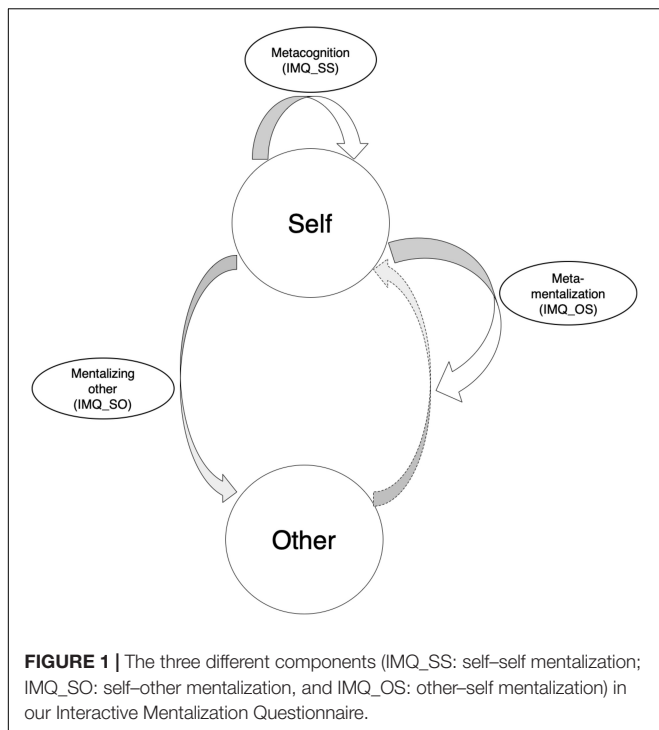 Metacognition
(IMQ_SS)
Self
Meta-
mentalization
(IMQ_OS)
Mentalizing
other
(IMQ_SO)
Other
FIGURE 1 | The three different components (IMQ_SS: self–self mentalization;
IMQ_SO: self–other mentalization, and IMQ_OS: other–self mentalization) in
our Interactive Mentalization Questionnaire.